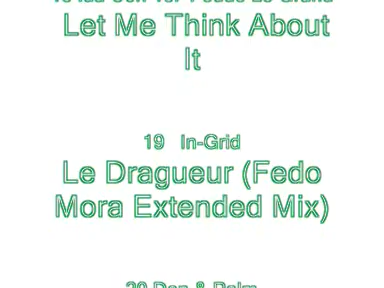 Let Me Think About
It
19 In-Grid
Le Dragueur (Fedo
Mora Extended Mix)